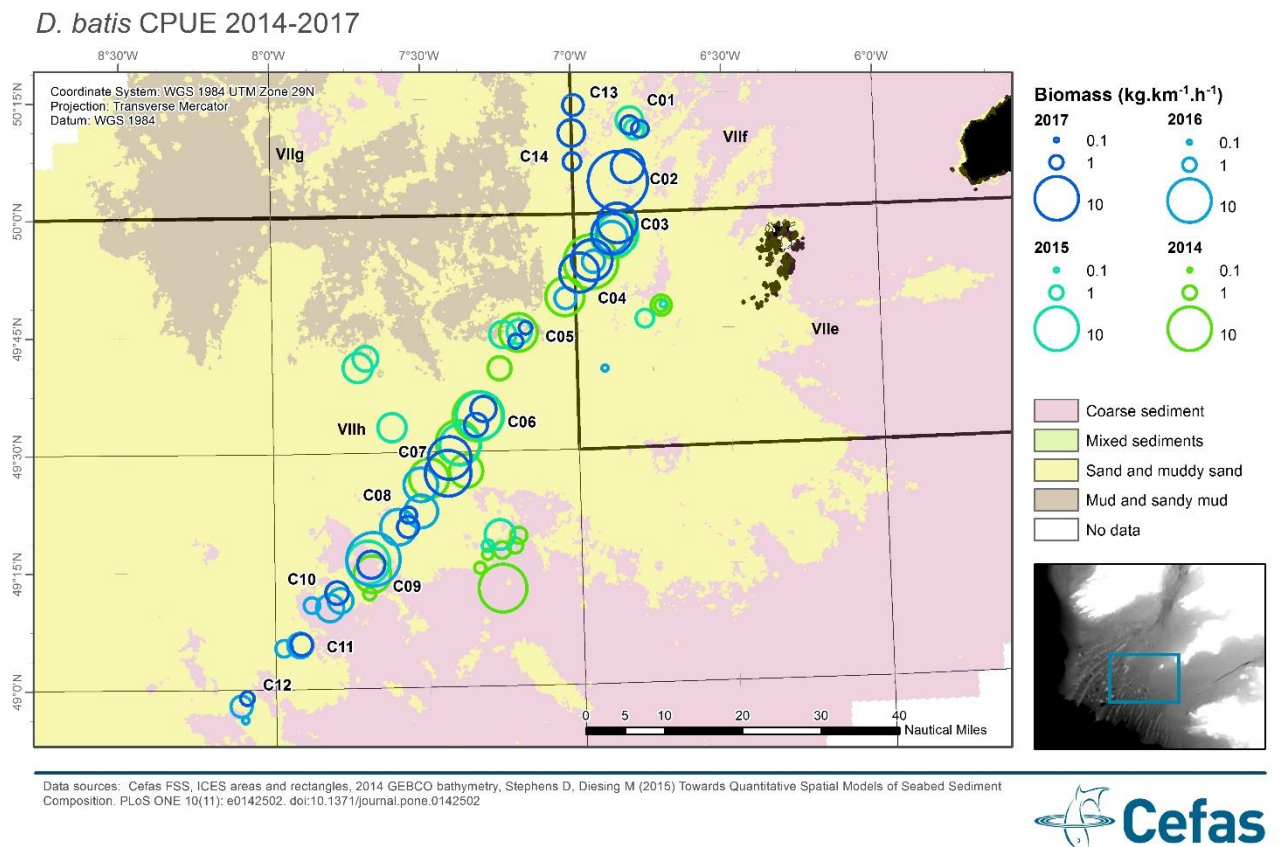 D. batis CPUE 2014-2017
8°30'W 8°0'W 7°30'W 7°0'W 6°30'W 6°0'W
50°15'N
50°0'N
49°45'N
49°30'N
49°15'N
49°0'N
Coordinate System: WGS 1984 UTM Zone 29N
Projection: Transverse Mercator
Datum: WGS 1984
C13
C01
VIIf
VIIg
C14
C02
C03
C04
C05
VIIe
C06
VIIh
C07
C08
C10
C09
C11
C12
0 5 10 20 30 40
Nautical Miles
Biomass (kg.km-1.h-1)
2017 2016
0.1 0.1
1 1
10 10
2015 2014
0.1 0.1
1 1
10 10
Coarse sediment
Mixed sediments
Sand and muddy sand
Mud and sandy mud
No data
Data sources: Cefas FSS, ICES areas and rectangles, 2014 GEBCO bathymetry, Stephens D, Diesing M (2015) Towards Quantitative Spatial Models of Seabed Sediment
Composition. PLoS ONE 10(11): e0142502. doi:10.1371/journal.pone.0142502
Cefas